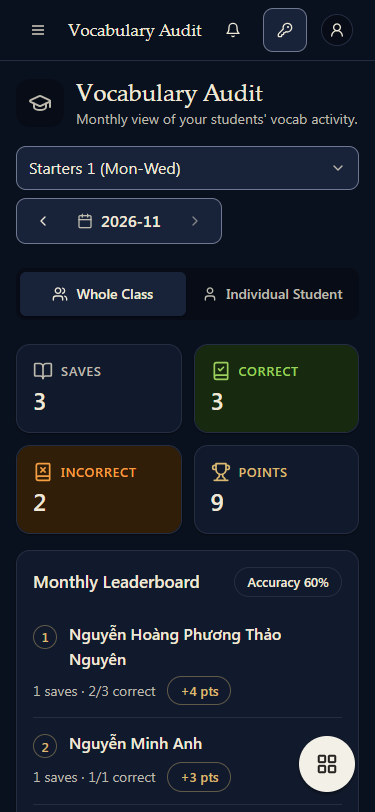 Vocabulary Audit
Vocabulary Audit
Monthly view of your students' vocab activity.
Starters 1 (Mon-Wed)
2026-11
Whole Class
Individual Student
SAVES
3
CORRECT
3
INCORRECT
2
POINTS
9
Monthly Leaderboard
Accuracy 60%
1
Nguyễn Hoàng Phương Thảo
Nguyên
1 saves · 2/3 correct
+4 pts
2
Nguyễn Minh Anh
1 saves · 1/1 correct
+3 pts